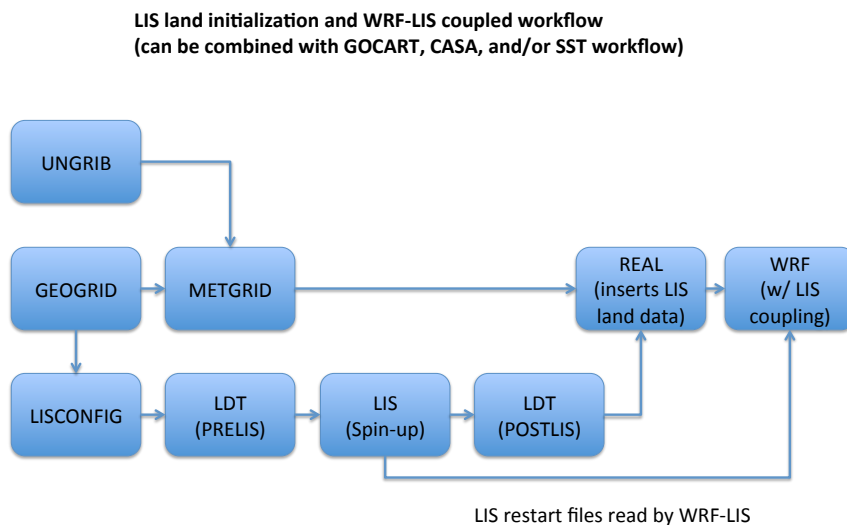 LIS land initialization and WRF-LIS coupled workflow
(can be combined with GOCART, CASA, and/or SST workflow)
UNGRIB
GEOGRID
METGRID
REAL
(inserts LIS
land data)
WRF
(w/ LIS
coupling)
LISCONFIG
LDT
(PRELIS)
LIS
(Spin-up)
LDT
(POSTLIS)
LIS restart files read by WRF-LIS